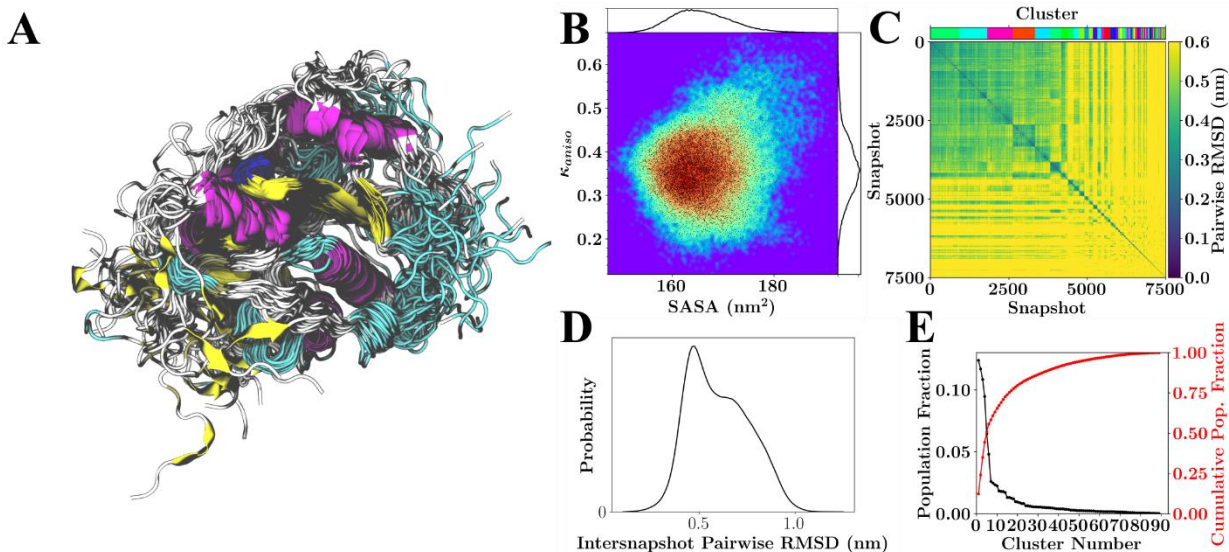 A
B
0.6
0.5
0.4
0.3
0.2
κaniso
160
180
SASA (nm²)
C
Cluster
0
2500
5000
7500
Snapshot
0
2500
5000
7500
Snapshot
0.6
0.5
0.4
0.3
0.2
0.1
0.0
Pairwise RMSD (nm)
D
Probability
0
0.5
1.0
Intersnapshot Pairwise RMSD (nm)
E
Population Fraction
0.10
0.05
0.00
0 10 20 30 40 50 60 70 80 90
Cluster Number
1.00
0.75
0.50
0.25
0.00
Cumulative Pop. Fraction